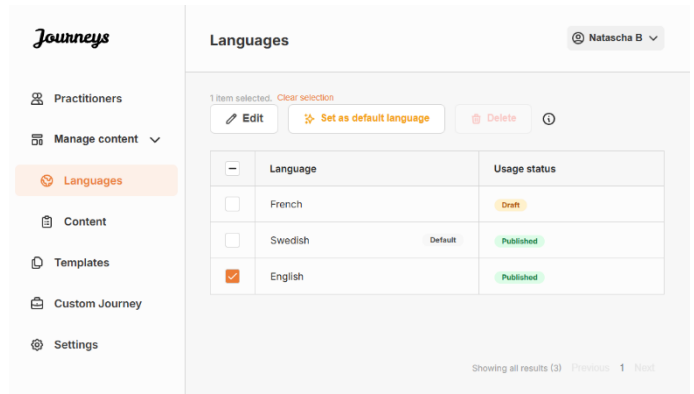 Journeys
Languages
Natascha B
Practitioners
Manage content
Languages
Content
Templates
Custom Journey
Settings
1 item selected. Clear selection
Edit
Set as default language
Delete
Language Usage status
French Draft
Swedish Default Published
English Published
Showing all results (3) Previous 1 Next